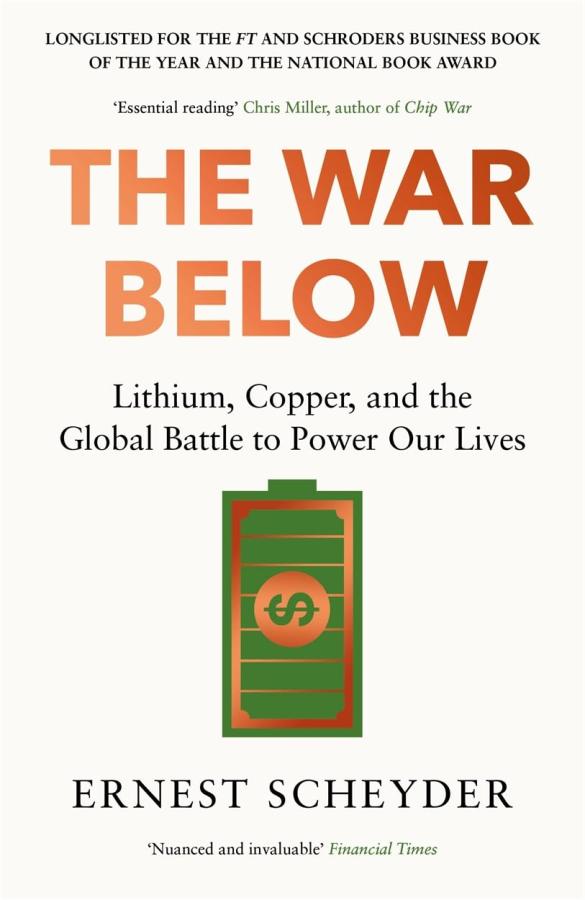 LONGLISTED FOR THE FT AND SCHRODERS BUSINESS BOOK
OF THE YEAR AND THE NATIONAL BOOK AWARD
‘Essential reading’ Chris Miller, author of Chip War
THE WAR
BELOW
Lithium, Copper, and the
Global Battle to Power Our Lives
$
ERNEST SCHEYDER
‘Nuanced and invaluable’ Financial Times